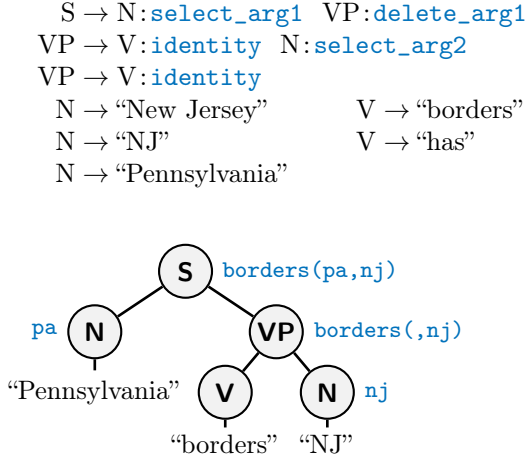 S → N:select_arg1 VP:delete_arg1
VP → V:identity N:select_arg2
VP → V:identity
N → “New Jersey” V → “borders”
N → “NJ” V → “has”
N → “Pennsylvania”
S borders(pa,nj)
pa N VP borders(,nj)
“Pennsylvania” V N nj
“borders” “NJ”